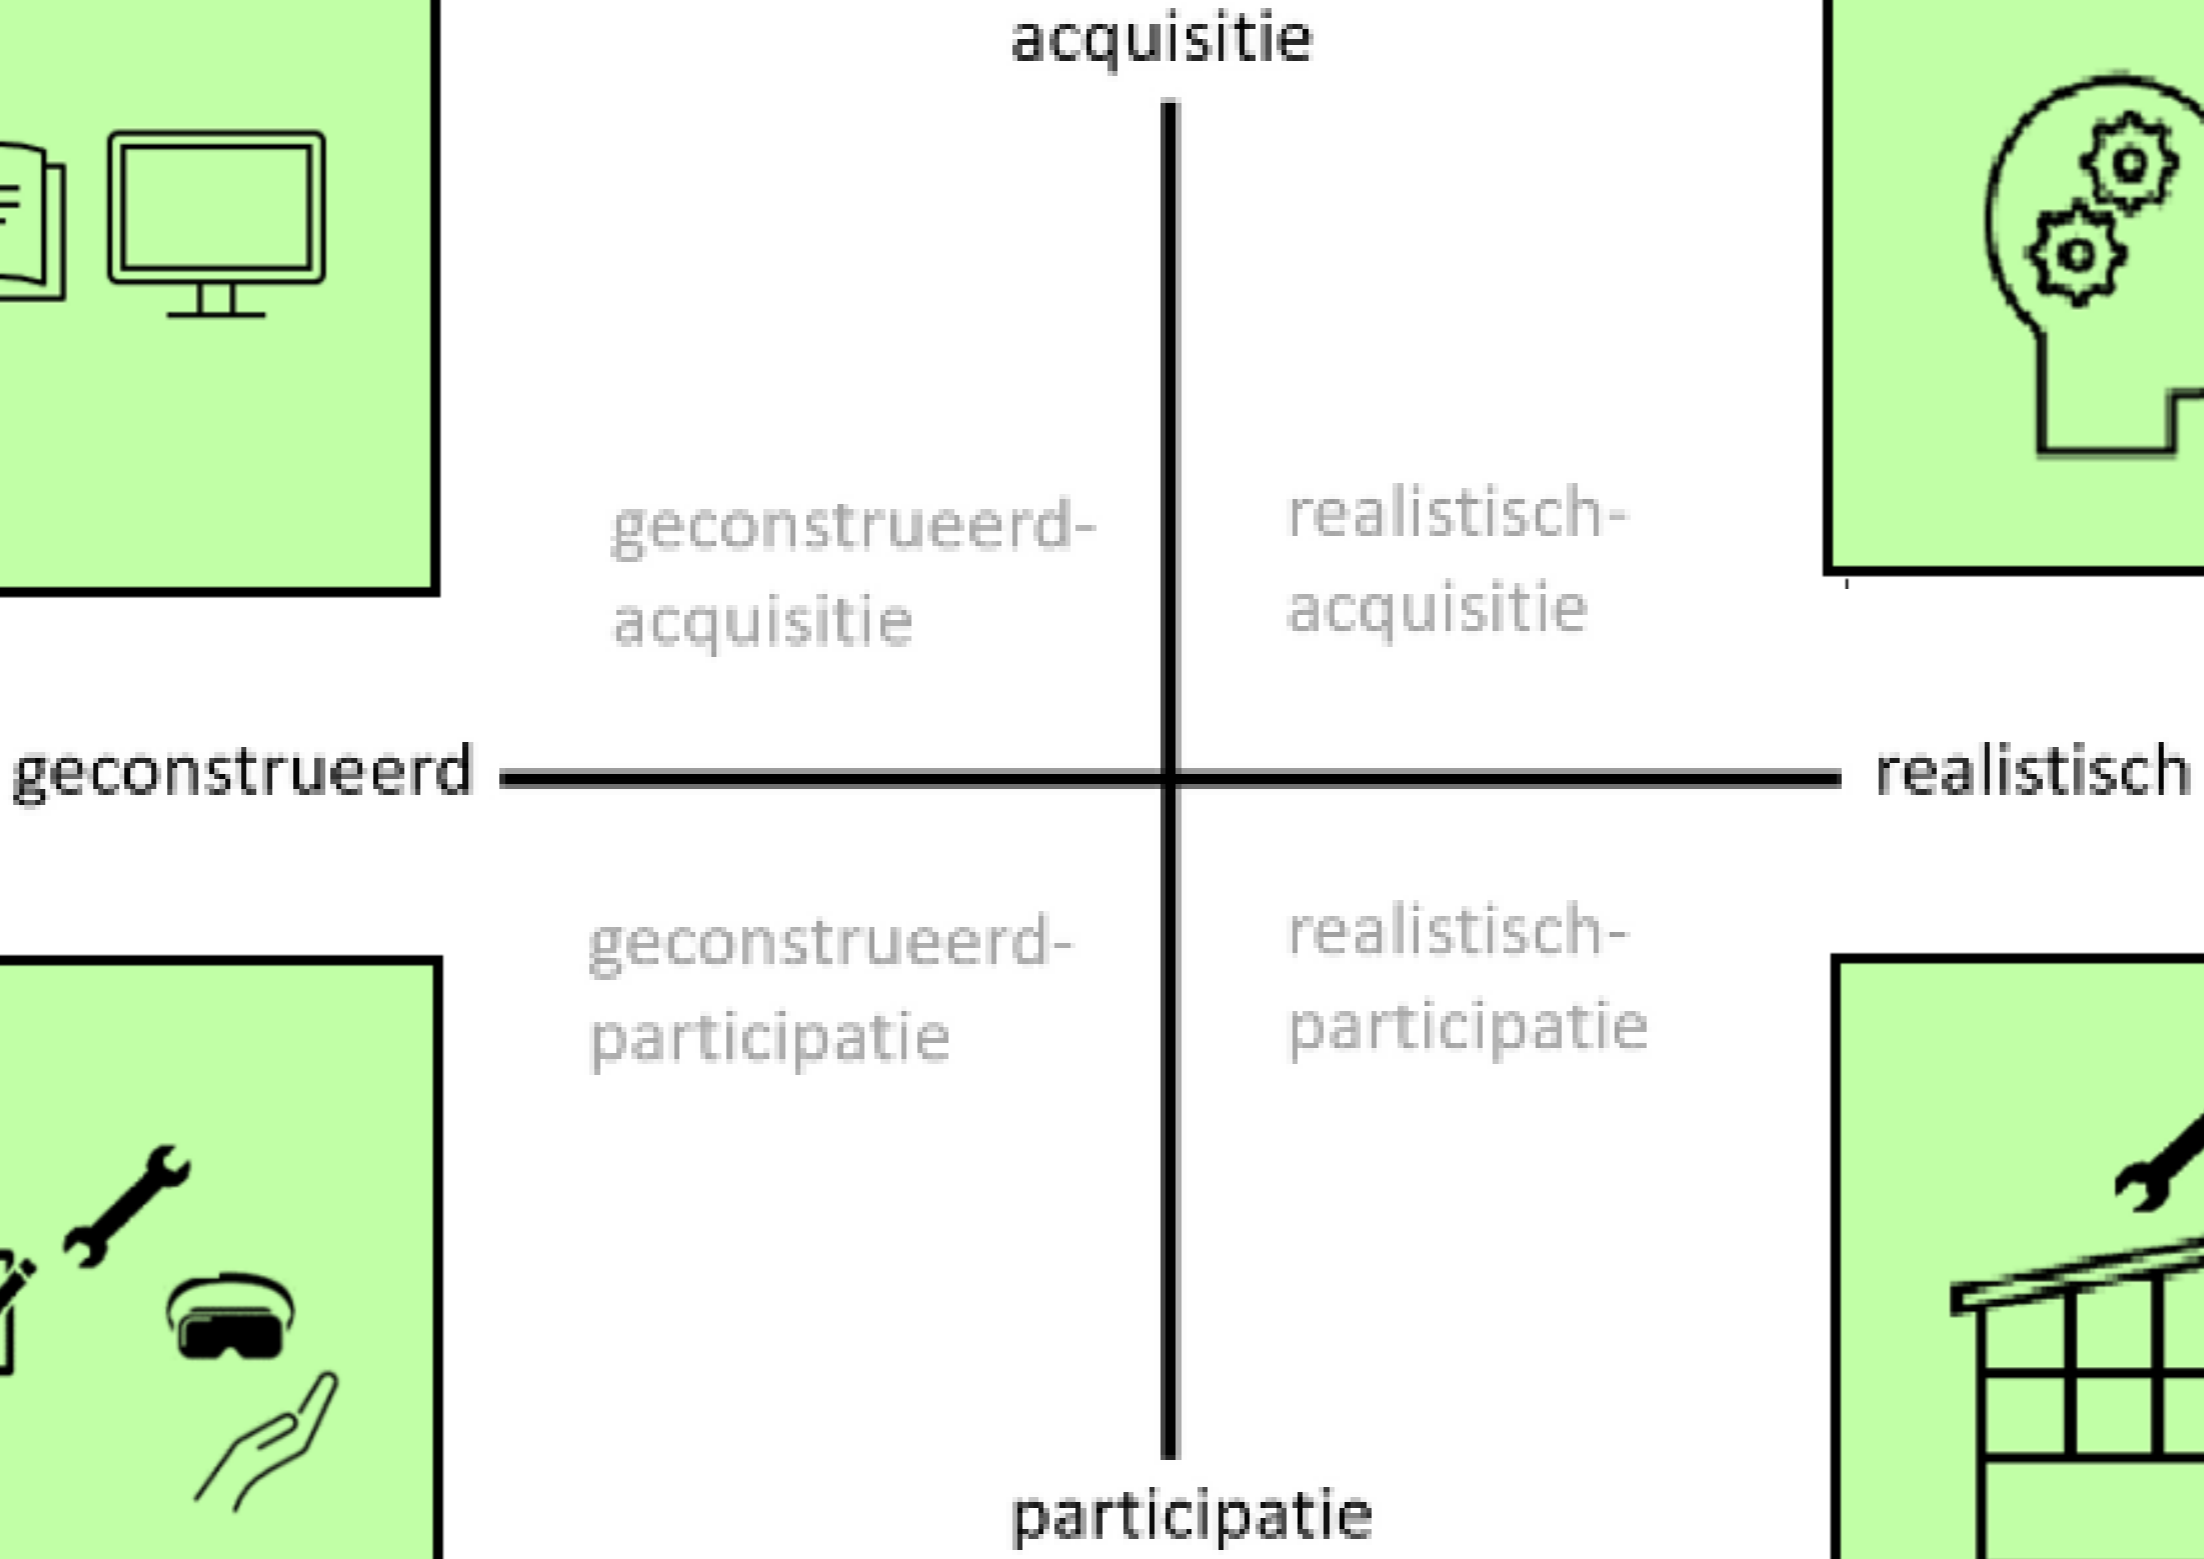 acquisitie
geconstrueerd-
acquisitie
realistisch-
acquisitie
geconstrueerd
realistisch
geconstrueerd-
participatie
realistisch-
participatie
participatie